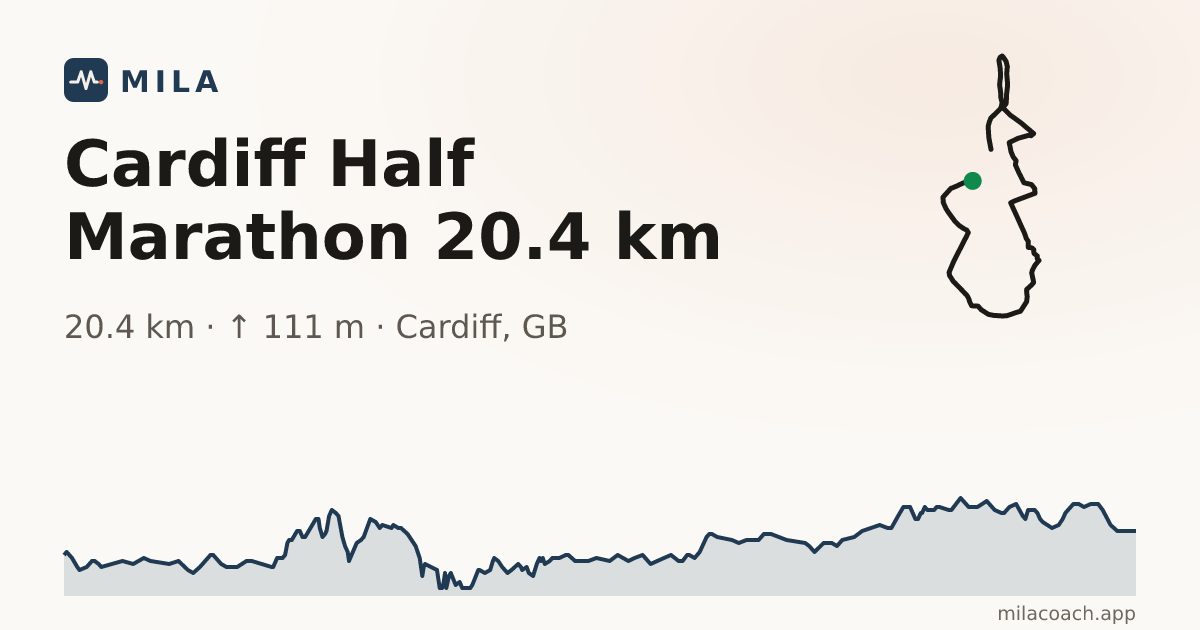 MILA
Cardiff Half
Marathon 20.4 km
20.4 km · ↑ 111 m · Cardiff, GB
milacoach.app